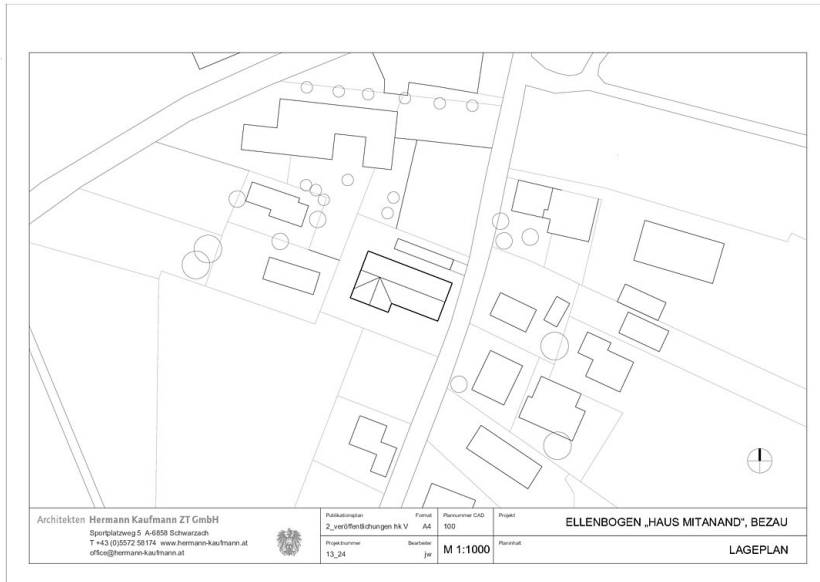 Architekten Hermann Kaufmann ZT GmbH
Sportplatzweg 5 A-6858 Schwarzach
T +43 (0)5572 58174 www.hermann-kaufmann.at
office@hermann-kaufmann.at
Publikationsplan Format
2_veröffentlichungen hk V A4
Projektnummer Bearbeiter
13_24 jw
Plannummer CAD
100
M 1:1000
Projekt
ELLENBOGEN „HAUS MITANAND“, BEZAU
Planinhalt
LAGEPLAN